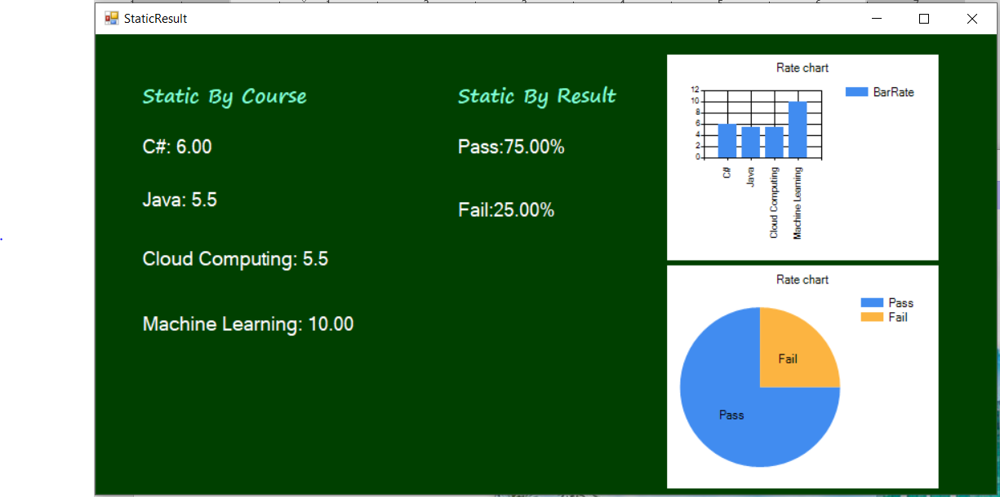 StaticResult
Static By Course
C#: 6.00
Java: 5.5
Cloud Computing: 5.5
Machine Learning: 10.00
Static By Result
Pass:75.00%
Fail:25.00%
Rate chart
12
10
8
6
4
2
0
C#
Java
Cloud Computing
Machine Learning
BarRate
Rate chart
Pass
Fail
Fail
Pass